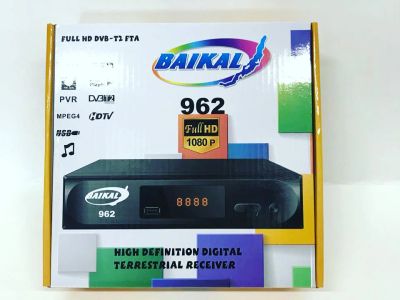 FULL HD DVB-T2 FTA
BAIKAL
962
PVR DVB T2
MPEG4 HDTV
USB
Full HD
1080 P
BAIKAL
8888
962
HIGH DEFINITION DIGITAL
TERRESTRIAL RECEIVER